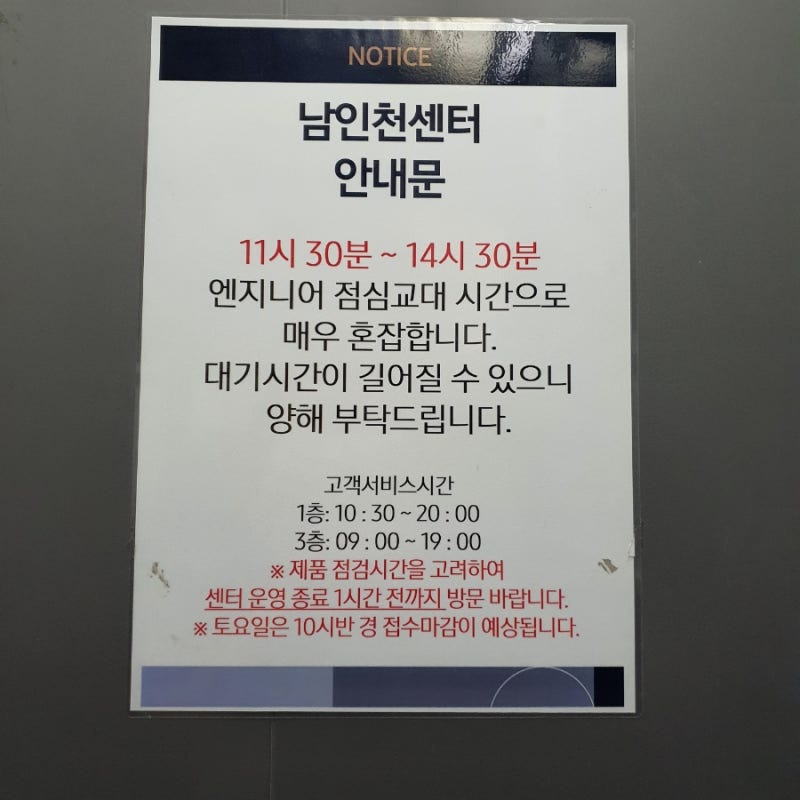 NOTICE
남인천센터
안내문
11시 30분 ~ 14시 30분
엔지니어 점심교대 시간으로
매우 혼잡합니다.
대기시간이 길어질 수 있으니
양해 부탁드립니다.
고객서비스시간
1층: 10 : 30 ~ 20 : 00
3층: 09 : 00 ~ 19 : 00
※ 제품 점검시간을 고려하여
센터 운영 종료 1시간 전까지 방문 바랍니다.
※ 토요일은 10시반 경 접수마감이 예상됩니다.